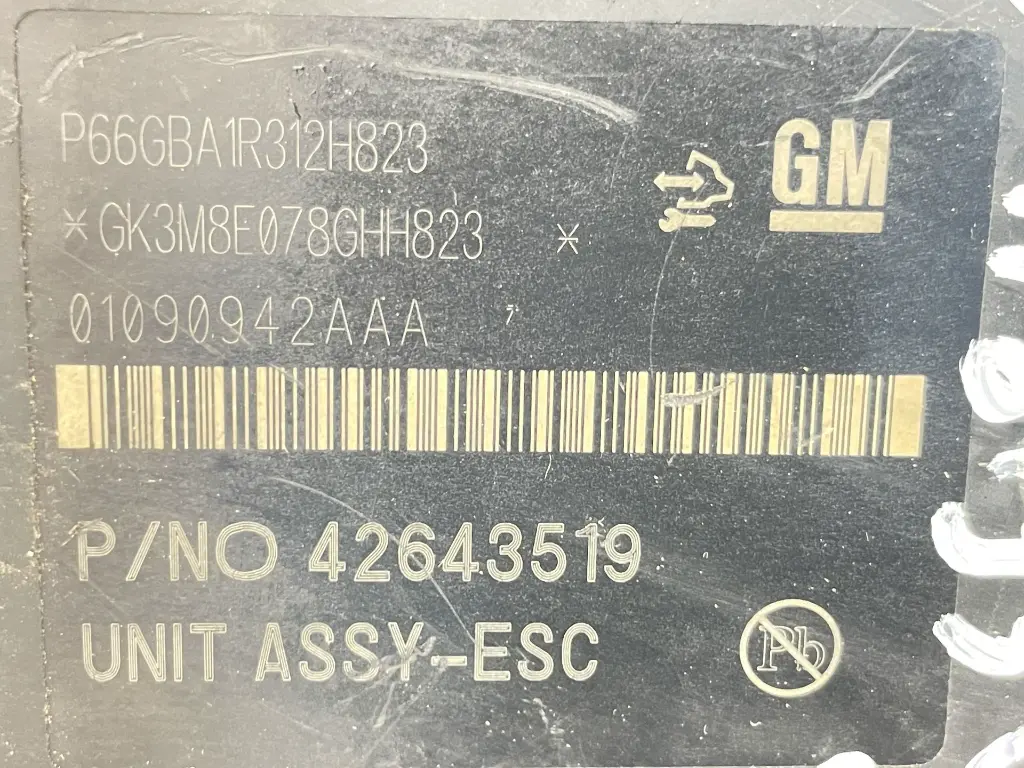 P66GBA1R312H823
GM
*GK3M8E078GHH823 *
01090942AAA
P/NO 42643519
UNIT ASSY-ESC
Pb